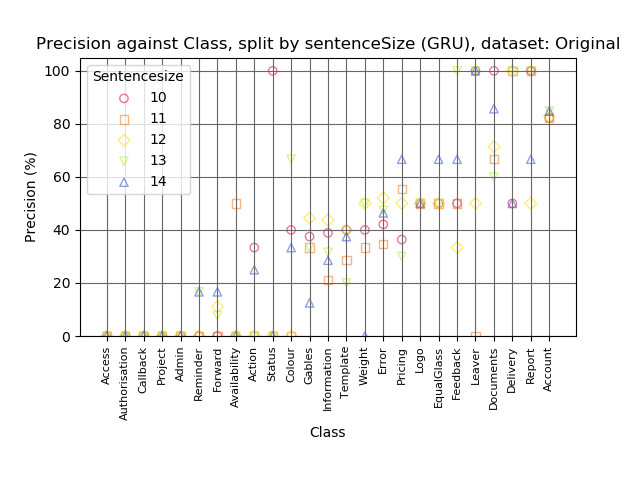 Precision against Class, split by sentenceSize (GRU), dataset: Original
Precision (%)
100
80
60
40
20
0
Sentencesize
10
11
12
13
14
Access
Authorisation
Callback
Project
Admin
Reminder
Forward
Availability
Action
Status
Colour
Gables
Information
Template
Weight
Error
Pricing
Logo
EqualGlass
Feedback
Leaver
Documents
Delivery
Report
Account
Class